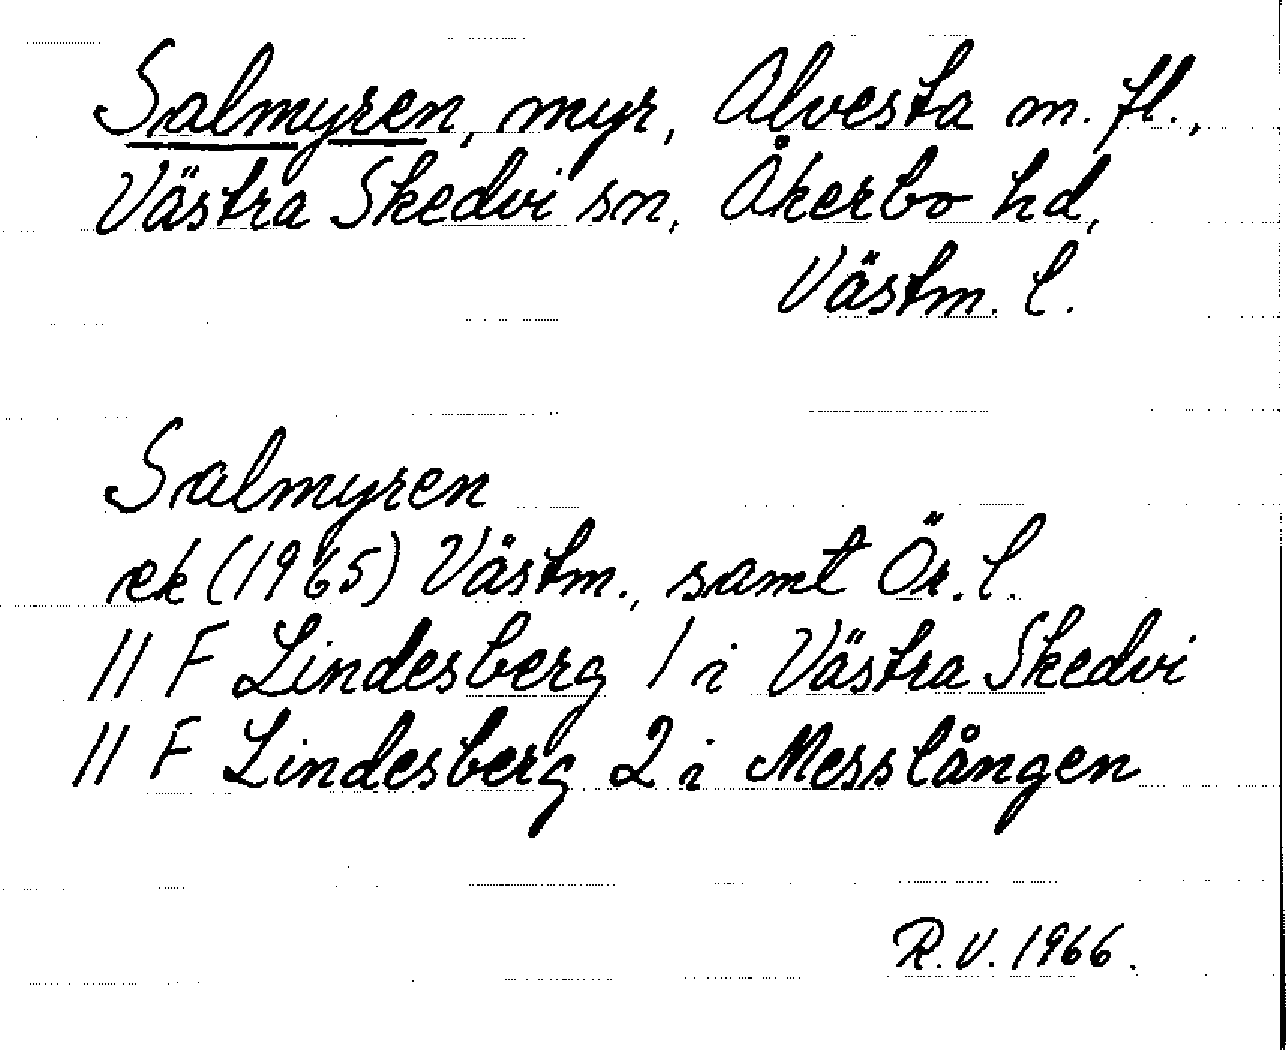 Salmyren, myr, Alvesta m. fl.,
Västra Skedvi sn, Åkerbo hd,
Västm. l.
Salmyren
ek (1965) Västm., samt Ör. l.
11 F Lindesberg 1 i Västra Skedvi
11 F Lindesberg 2 i Messlången
R.V. 1966.